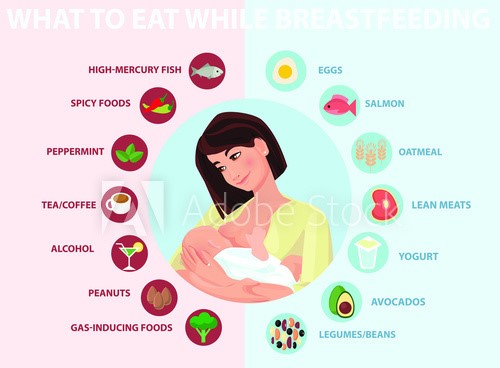 WHAT TO EAT WHILE BREASTFEEDING
HIGH-MERCURY FISH
SPICY FOODS
PEPPERMINT
TEA/COFFEE
ALCOHOL
PEANUTS
GAS-INDUCING FOODS
EGGS
SALMON
OATMEAL
LEAN MEATS
YOGURT
AVOCADOS
LEGUMES/BEANS
Adobe Stock